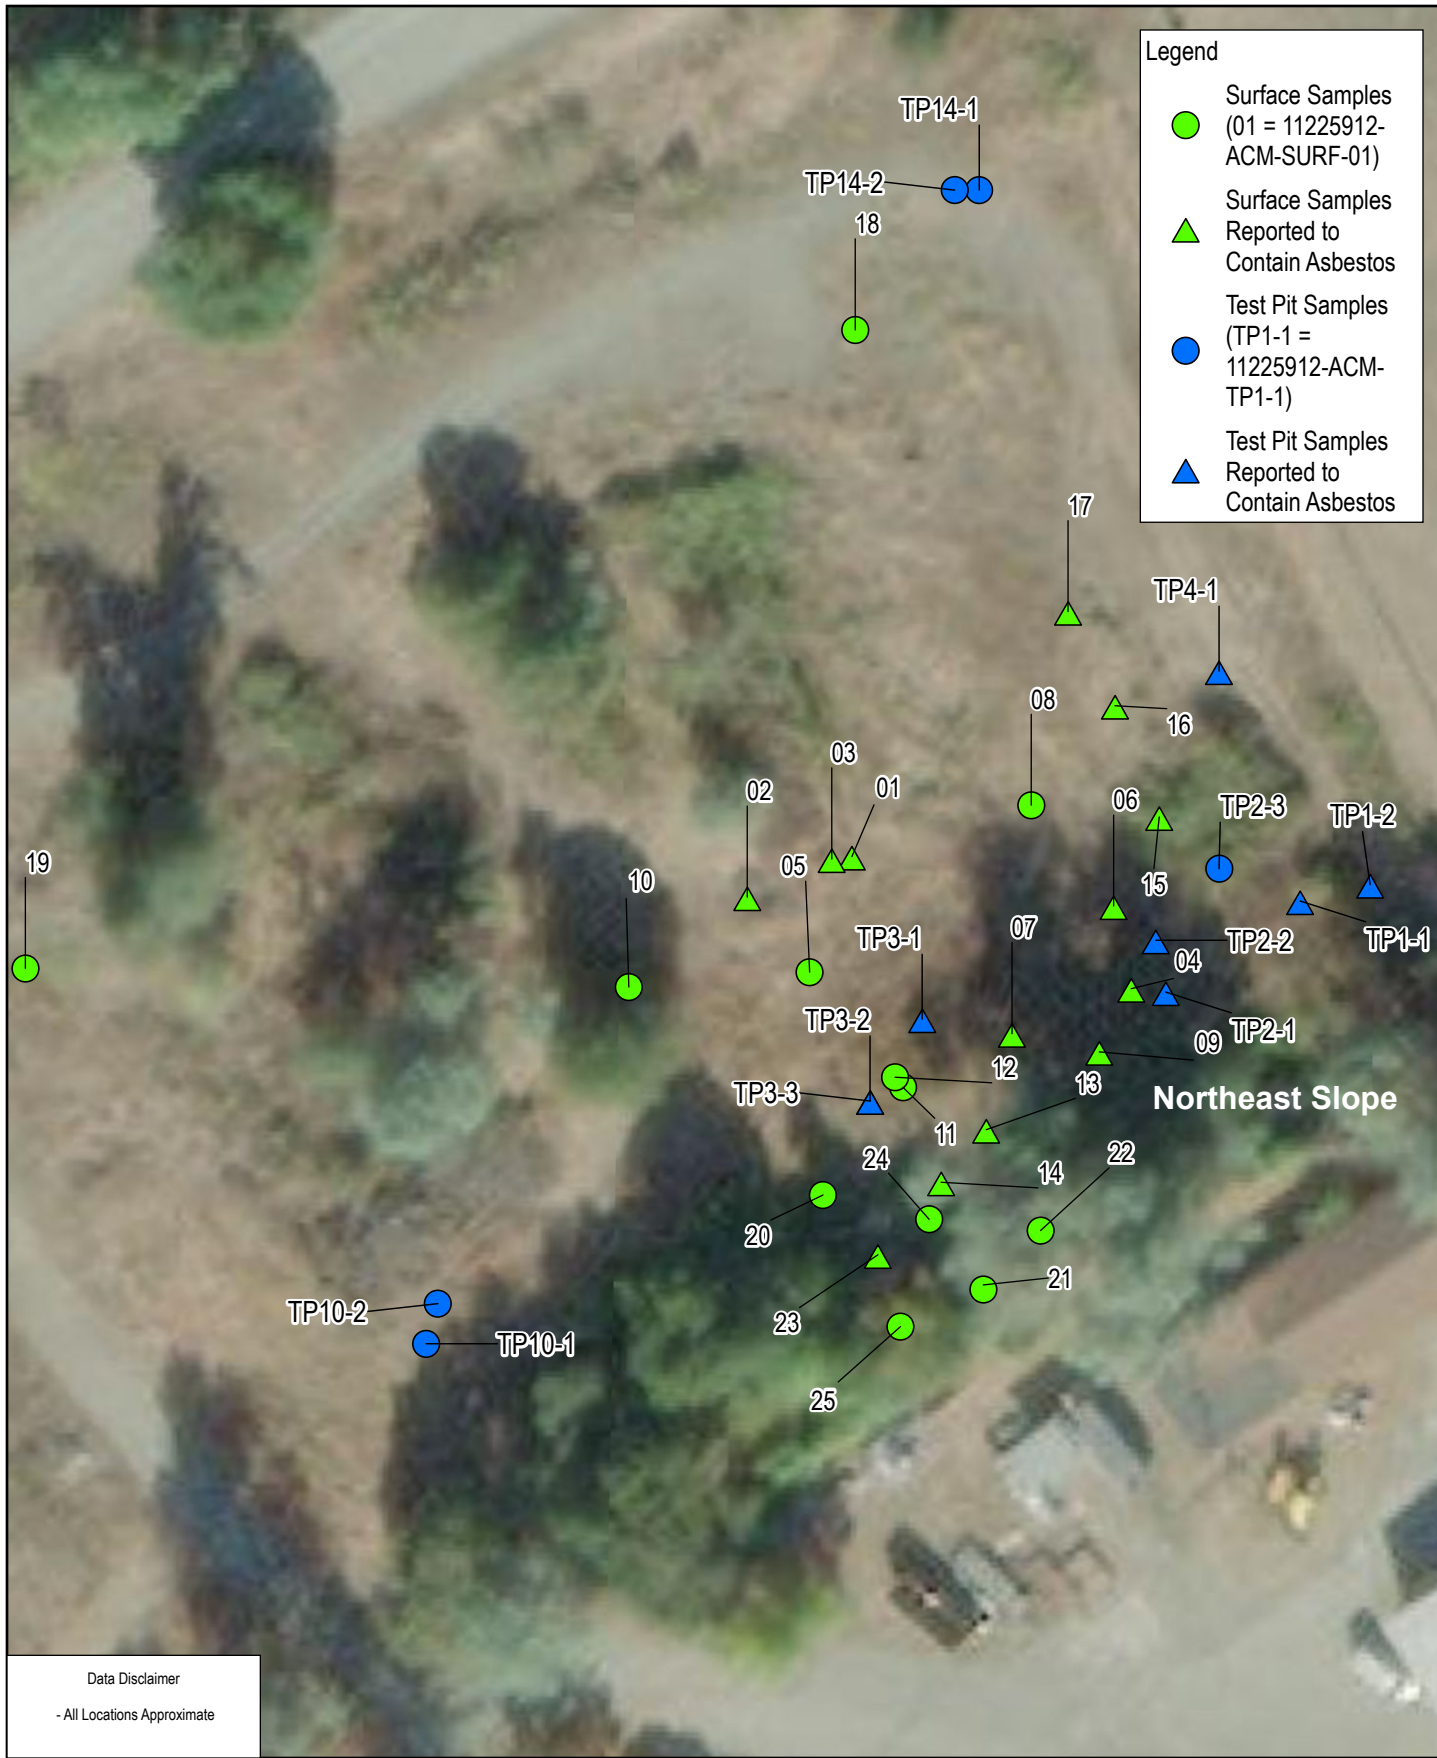 Legend
Surface Samples
(01 = 11225912-
ACM-SURF-01)
Surface Samples
Reported to
Contain Asbestos
Test Pit Samples
(TP1-1 =
11225912-ACM-
TP1-1)
Test Pit Samples
Reported to
Contain Asbestos
TP14-1
TP14-2
18
17
TP4-1
08
16
03
01
02
06
TP2-3
TP1-2
19
10
05
15
07
TP3-1
TP2-2
TP1-1
04
TP3-2
TP2-1
09
12
13
TP3-3
Northeast Slope
11
24
22
14
20
21
TP10-2
23
TP10-1
25
Data Disclaimer
- All Locations Approximate